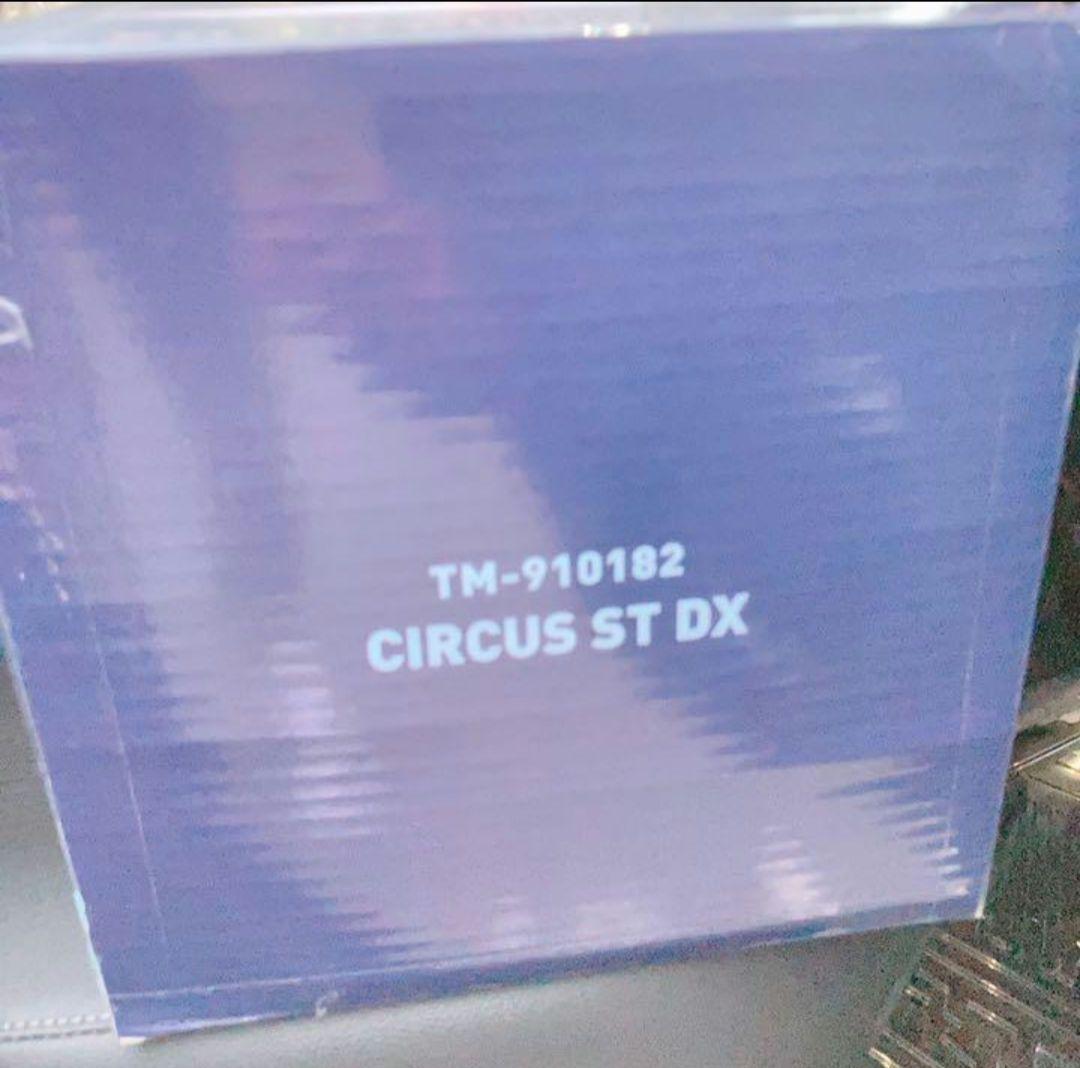 TM-910182
CIRCUS ST DX